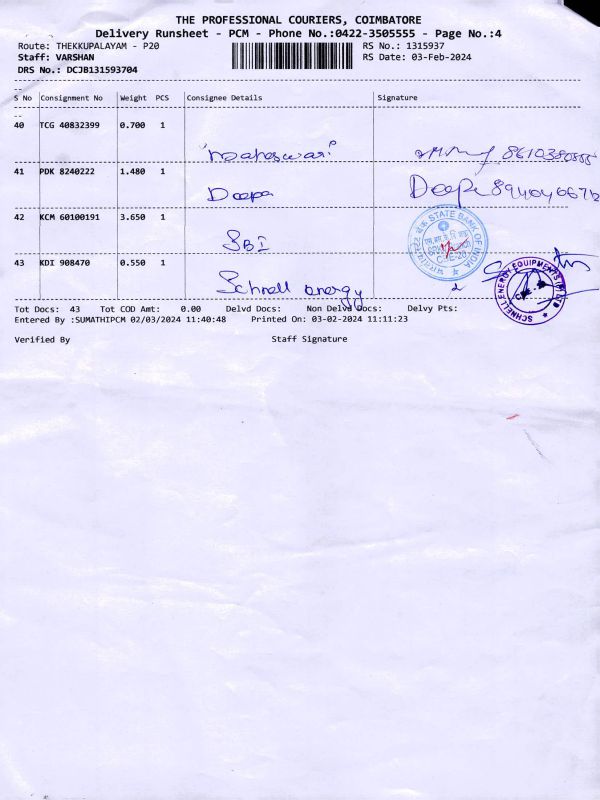 THE PROFESSIONAL COURIERS, COIMBATORE
Delivery Runsheet - PCM - Phone No.:0422-3505555 - Page No.:4
Route: THEKKUPALAYAM - P20 RS No.: 1315937
Staff: VARSHAN RS Date: 03-Feb-2024
DRS No.: DCJB131593704
S No Consignment No Weight PCS Consignee Details Signature
40 TCG 40832399 0.700 1
Maheswari 8610380555
41 PDK 8240222 1.480 1
Deepa Deepa
42 KCM 60100191 3.650 1
SBI STATE BANK OF INDIA
43 KDI 908470 0.550 1
Schnell energy SCHNELL ENERGY EQUIPMENTS (P) LTD
Tot Docs: 43 Tot COD Amt: 0.00 Delvd Docs: Non Delvd Docs: Delvy Pts:
Entered By :SUMATHIPCM 02/03/2024 11:40:48 Printed On: 03-02-2024 11:11:23
Verified By Staff Signature